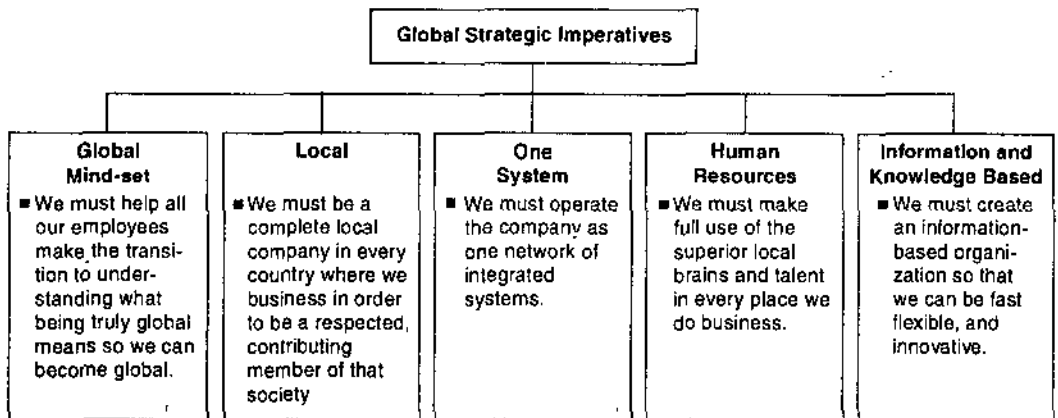 Global Strategic Imperatives
Global
Mind-set
■ We must help all
our employees
make the transi-
tion to under-
standing what
being truly global
means so we can
become global.
Local
■ We must be a
complete local
company in every
country where we
business in order
to be a respected,
contributing
member of that
society
One
System
■ We must operate
the company as
one network of
integrated
systems.
Human
Resources
■ We must make
full use of the
superior local
brains and talent
in every place we
do business.
Information and
Knowledge Based
■ We must create
an information-
based organi-
zation so that
we can be fast
flexible, and
innovative.